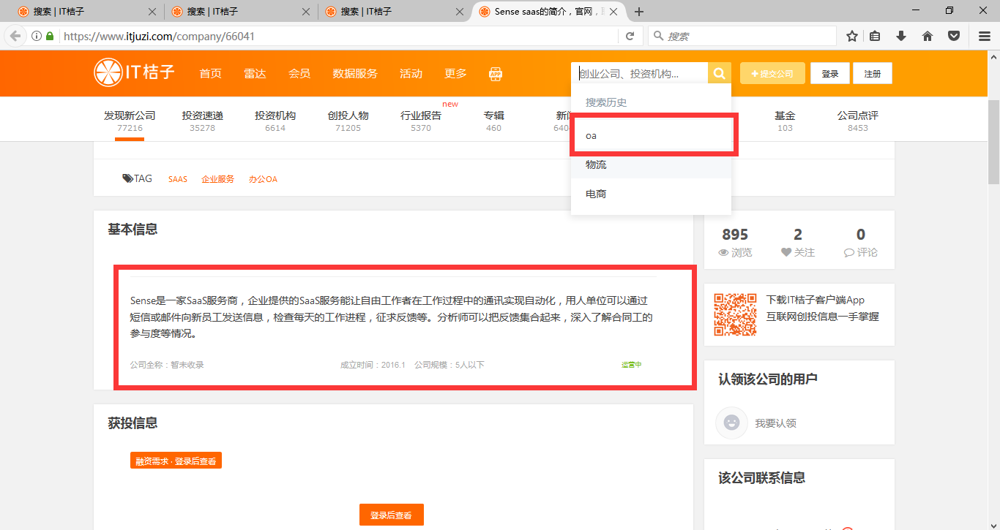 搜索 | IT桔子
搜索 | IT桔子
搜索 | IT桔子
Sense saas的简介，官网，
https://www.itjuzi.com/company/66041
搜索
IT桔子
首页
雷达
会员
数据服务
活动
更多
APP
创业公司、投资机构...
+ 提交公司
登录
注册
搜索历史
oa
物流
电商
发现新公司
77216
投资速递
35278
投资机构
6614
创投人物
71205
行业报告
new
5370
专辑
460
新
640
基金
103
公司点评
8453
TAG
SAAS
企业服务
办公OA
基本信息
Sense是一家SaaS服务商，企业提供的SaaS服务能让自由工作者在工作过程中的通讯实现自动化，用人单位可以通过
短信或邮件向新员工发送信息，检查每天的工作进程，征求反馈等。分析师可以把反馈集合起来，深入了解合同工的
参与度等情况。
公司全称：暂未收录
成立时间：2016.1
公司规模：5人以下
运营中
获投信息
融资需求 · 登录后查看
登录后查看
895
浏览
2
关注
0
评论
下载IT桔子客户端App
互联网创投信息一手掌握
认领该公司的用户
我要认领
该公司联系信息